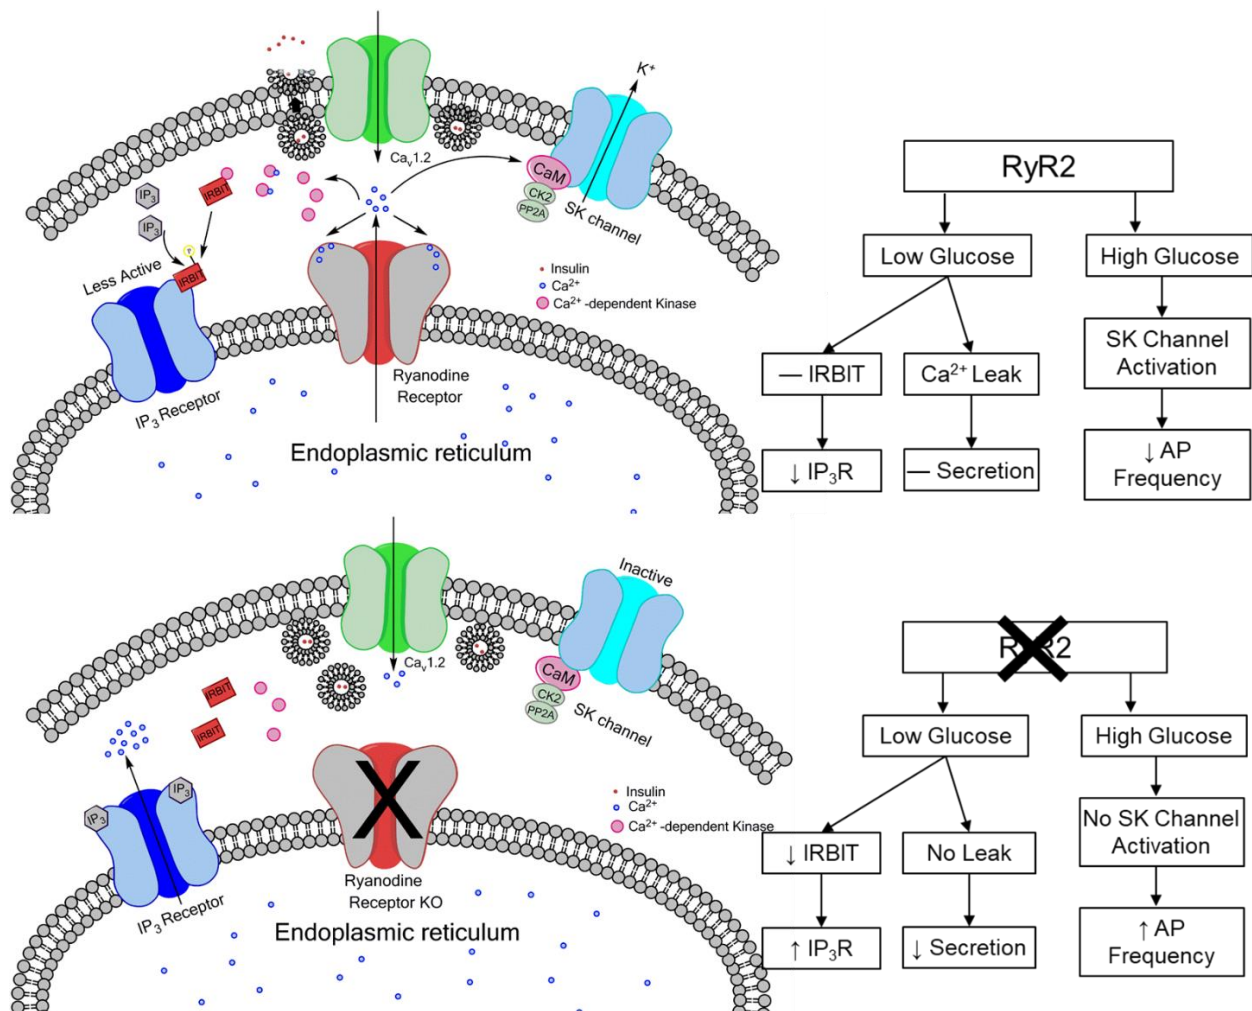 K⁺
Caᵥ1.2
IP₃
IP₃
IRBIT
P
IRBIT
Less Active
IP₃ Receptor
CaM
CK2
PP2A
SK channel
Insulin
Ca²⁺
Ca²⁺ -dependent Kinase
Ryanodine
Receptor
Endoplasmic reticulum
RyR2
Low Glucose
High Glucose
— IRBIT
Ca²⁺ Leak
SK Channel
Activation
↓ IP₃R
— Secretion
↓ AP
Frequency
Inactive
Caᵥ1.2
IRBIT
IRBIT
CaM
CK2
PP2A
SK channel
IP₃
IP₃
IP₃ Receptor
Insulin
Ca²⁺
Ca²⁺ -dependent Kinase
Ryanodine
Receptor KO
Endoplasmic reticulum
RyR2
Low Glucose
High Glucose
↓ IRBIT
No Leak
No SK Channel
Activation
↑ IP₃R
↓ Secretion
↑ AP
Frequency